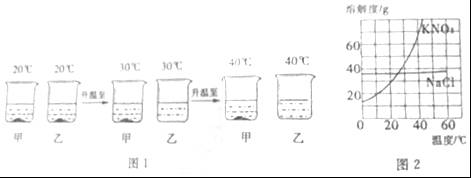 20℃ 20℃ 30℃ 30℃ 40℃ 40℃
升温至 升温至
甲 乙 甲 乙 甲 乙
图1
溶解度/g
KNO₃
60
40
NaCl
20
0 20 40 60
温度/℃
图2